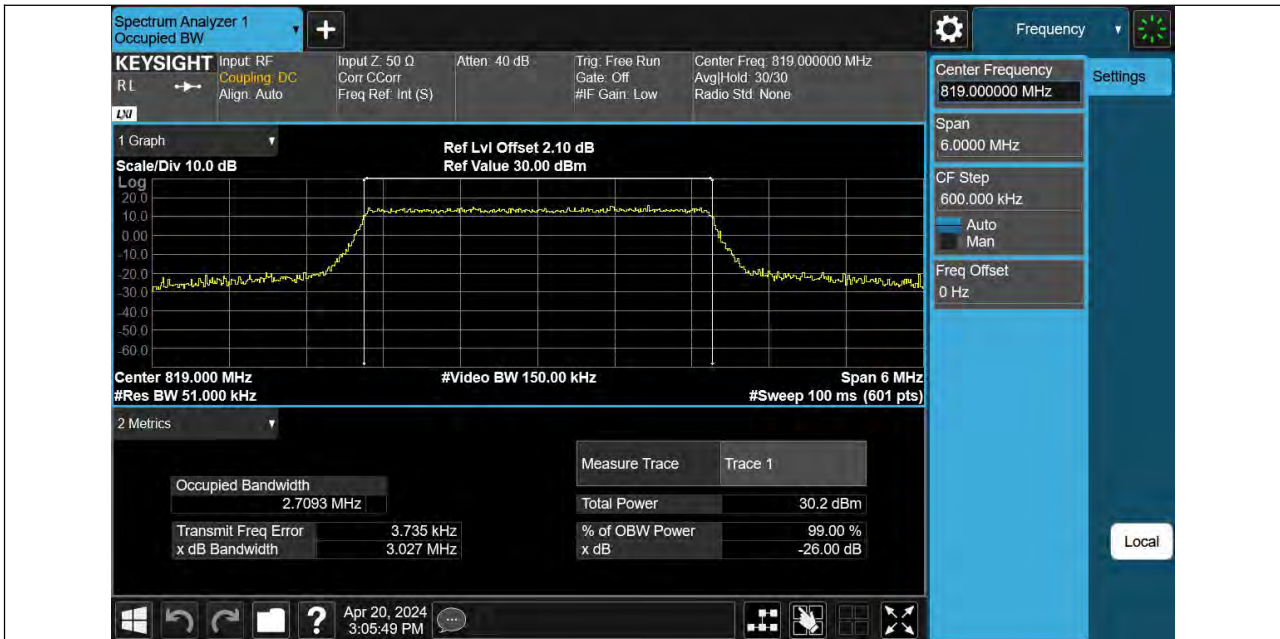 Spectrum Analyzer 1
Occupied BW
Frequency
KEYSIGHT
RL
LXI
Input: RF
Coupling: DC
Align: Auto
Input Z: 50 Ω
Corr CCorr
Freq Ref: Int (S)
Atten: 40 dB
Trig: Free Run
Gate: Off
#IF Gain: Low
Center Freq: 819.000000 MHz
Avg|Hold: 30/30
Radio Std: None
1 Graph
Scale/Div 10.0 dB
Ref Lvl Offset 2.10 dB
Ref Value 30.00 dBm
Log
20.0
10.0
0.00
-10.0
-20.0
-30.0
-40.0
-50.0
-60.0
Center 819.000 MHz
#Video BW 150.00 kHz
Span 6 MHz
#Res BW 51.000 kHz
#Sweep 100 ms (601 pts)
2 Metrics
Measure Trace
Trace 1
Occupied Bandwidth
2.7093 MHz
Total Power
30.2 dBm
Transmit Freq Error
3.735 kHz
% of OBW Power
99.00 %
x dB Bandwidth
3.027 MHz
x dB
-26.00 dB
Center Frequency
819.000000 MHz
Settings
Span
6.0000 MHz
CF Step
600.000 kHz
Auto
Man
Freq Offset
0 Hz
Local
?
Apr 20, 2024
3:05:49 PM